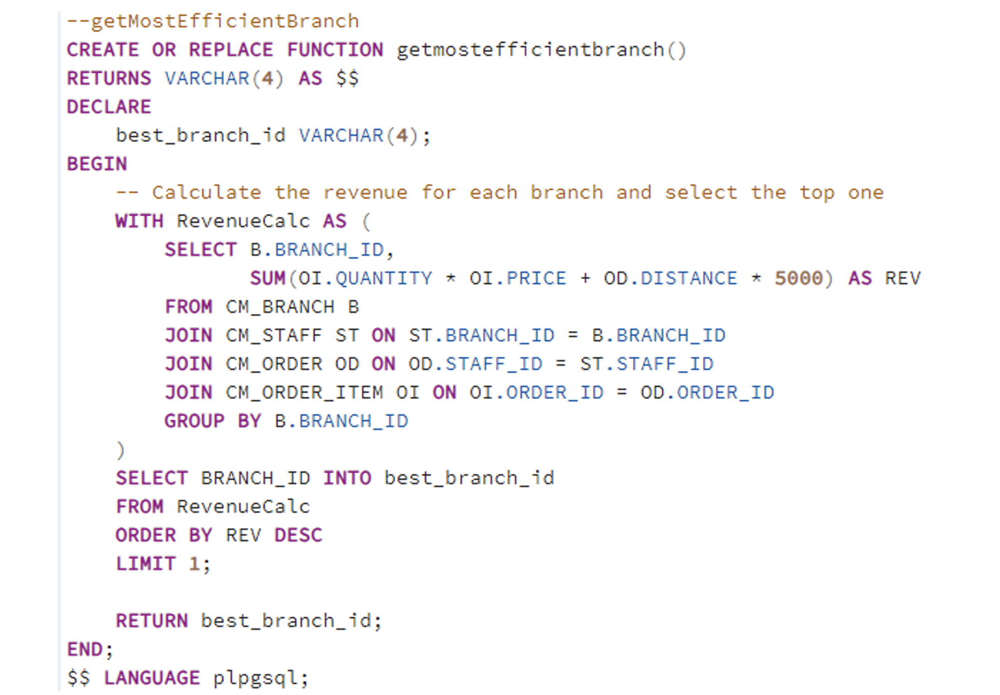 --getMostEfficientBranch
CREATE OR REPLACE FUNCTION getmostefficientbranch()
RETURNS VARCHAR(4) AS $$
DECLARE
    best_branch_id VARCHAR(4);
BEGIN
    -- Calculate the revenue for each branch and select the top one
    WITH RevenueCalc AS (
        SELECT B.BRANCH_ID,
               SUM(OI.QUANTITY * OI.PRICE + OD.DISTANCE * 5000) AS REV
        FROM CM_BRANCH B
        JOIN CM_STAFF ST ON ST.BRANCH_ID = B.BRANCH_ID
        JOIN CM_ORDER OD ON OD.STAFF_ID = ST.STAFF_ID
        JOIN CM_ORDER_ITEM OI ON OI.ORDER_ID = OD.ORDER_ID
        GROUP BY B.BRANCH_ID
    )
    SELECT BRANCH_ID INTO best_branch_id
    FROM RevenueCalc
    ORDER BY REV DESC
    LIMIT 1;

    RETURN best_branch_id;
END;
$$ LANGUAGE plpgsql;